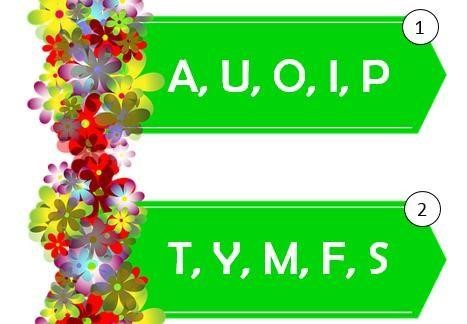 1
A, U, O, I, P
2
T, Y, M, F, S